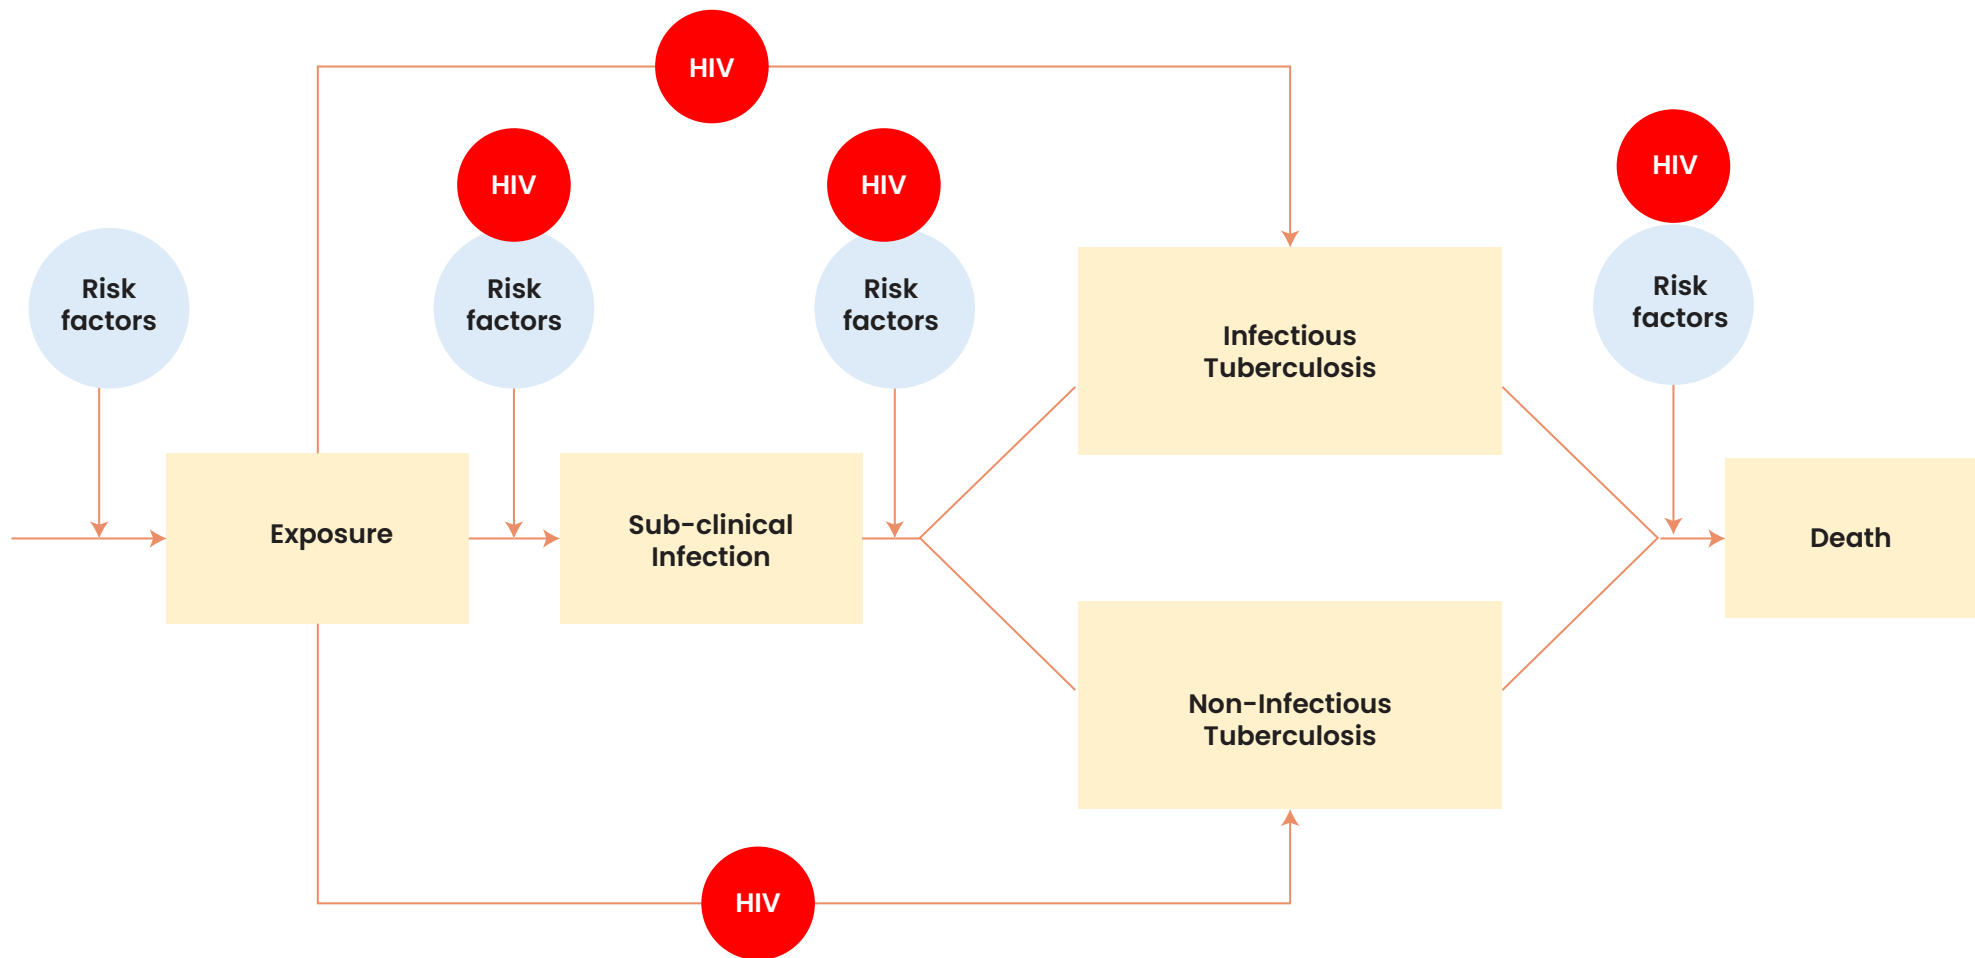 HIV
HIV
HIV
HIV
Risk
factors
Risk
factors
Risk
factors
Risk
factors
Infectious
Tuberculosis
Exposure
Sub-clinical
Infection
Death
Non-Infectious
Tuberculosis
HIV